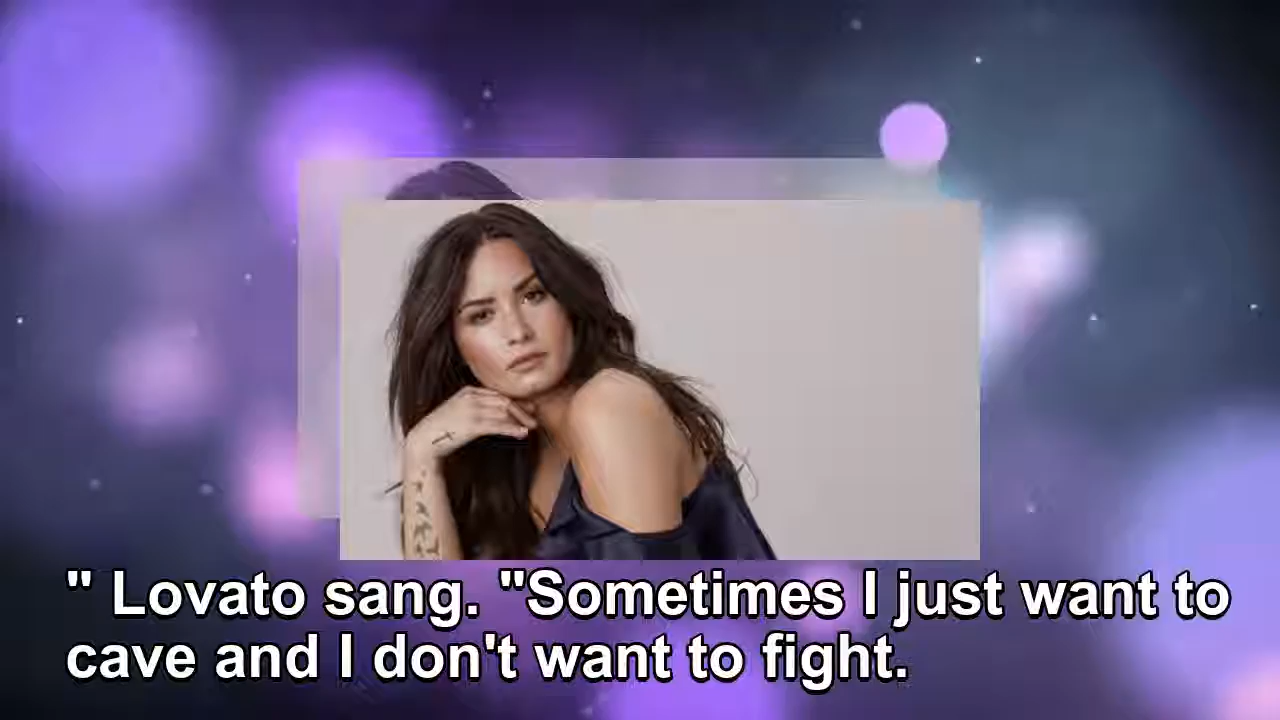 " Lovato sang. "Sometimes I just want to
cave and I don't want to fight.